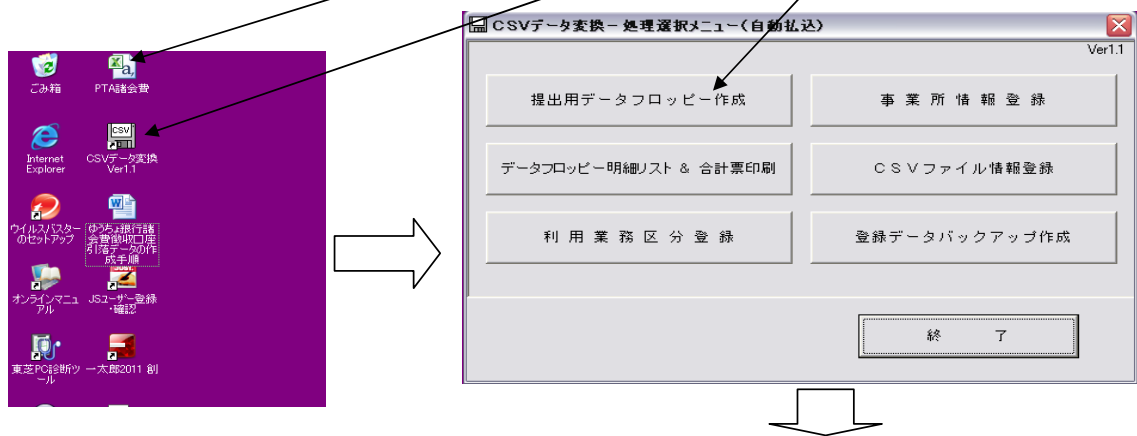 ごみ箱
PTA諸会費
Internet
Explorer
CSV
CSVデータ変換
Ver1.1
ウイルスバスター
のセットアップ
ゆうちょ銀行諸
会費徴収口座
引落データの作
成手順
オンラインマニュ
アル
JSユーザー登録
・確認
東芝PC診断ツ
ール
一太郎2011 創
CSVデータ変換 － 処理選択メニュー（自動払込）
Ver1.1
提出用データフロッピー作成
事業所情報登録
データフロッピー明細リスト ＆ 合計票印刷
CSVファイル情報登録
利用業務区分登録
登録データバックアップ作成
終 了